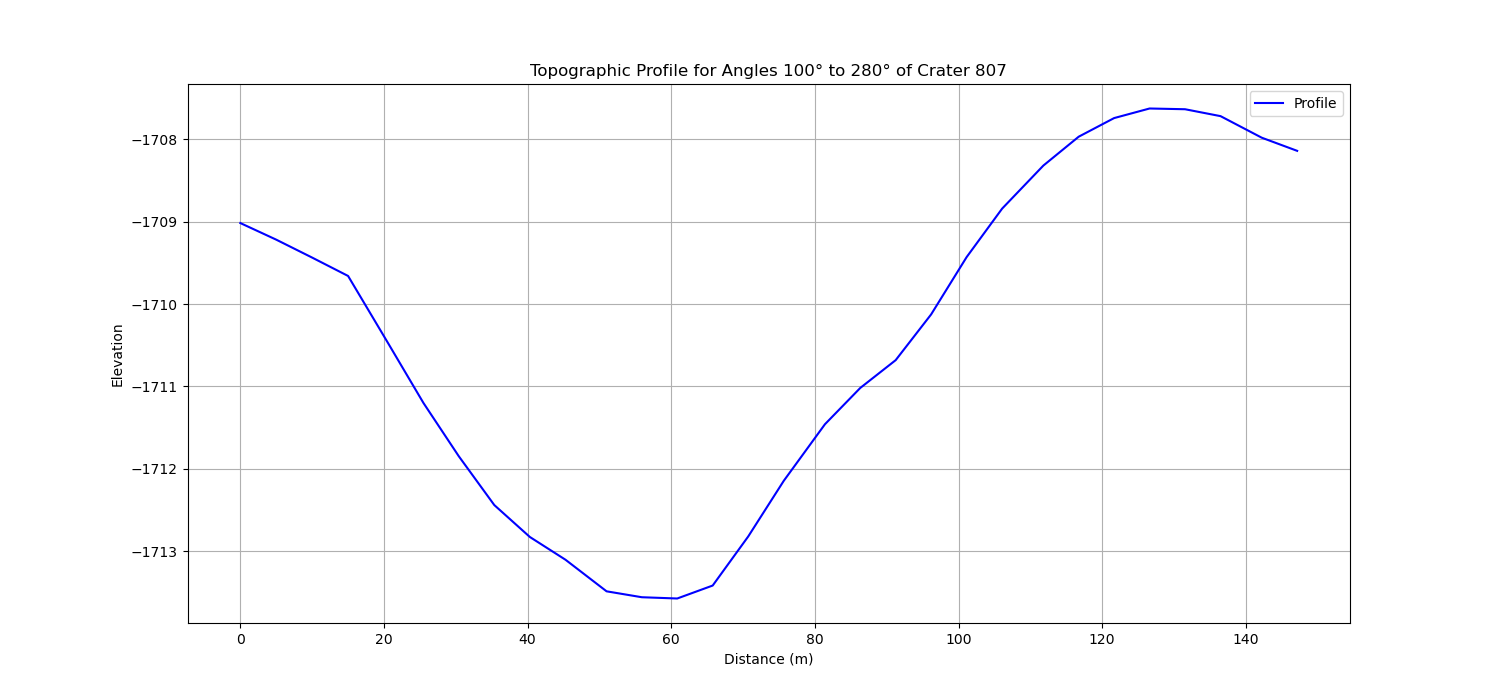 Topographic Profile for Angles 100° to 280° of Crater 807
Profile
−1708
−1709
−1710
−1711
−1712
−1713
Elevation
0 20 40 60 80 100 120 140
Distance (m)